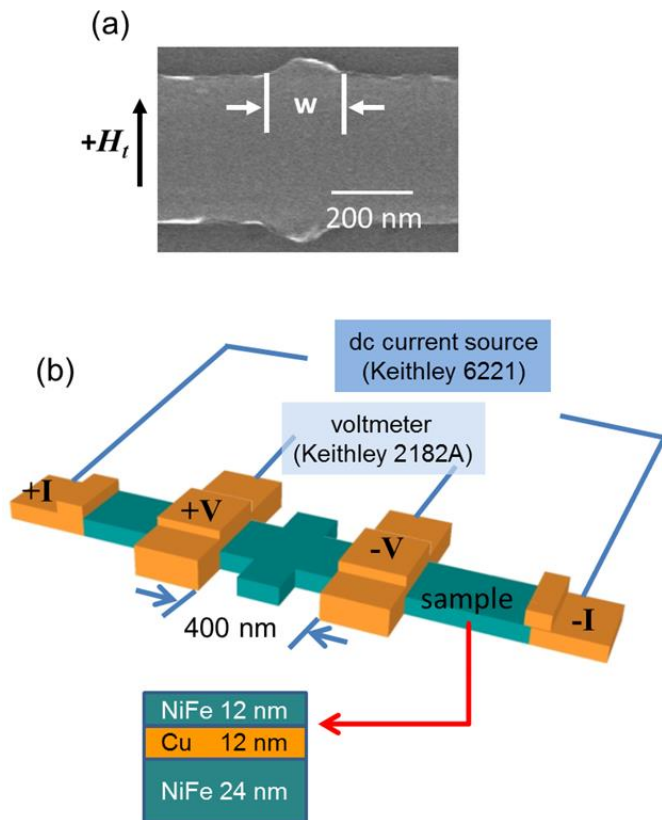 (a)
w
+Ht
200 nm
(b)
dc current source
(Keithley 6221)
voltmeter
(Keithley 2182A)
+I
+V
-V
sample
-I
400 nm
NiFe 12 nm
Cu 12 nm
NiFe 24 nm